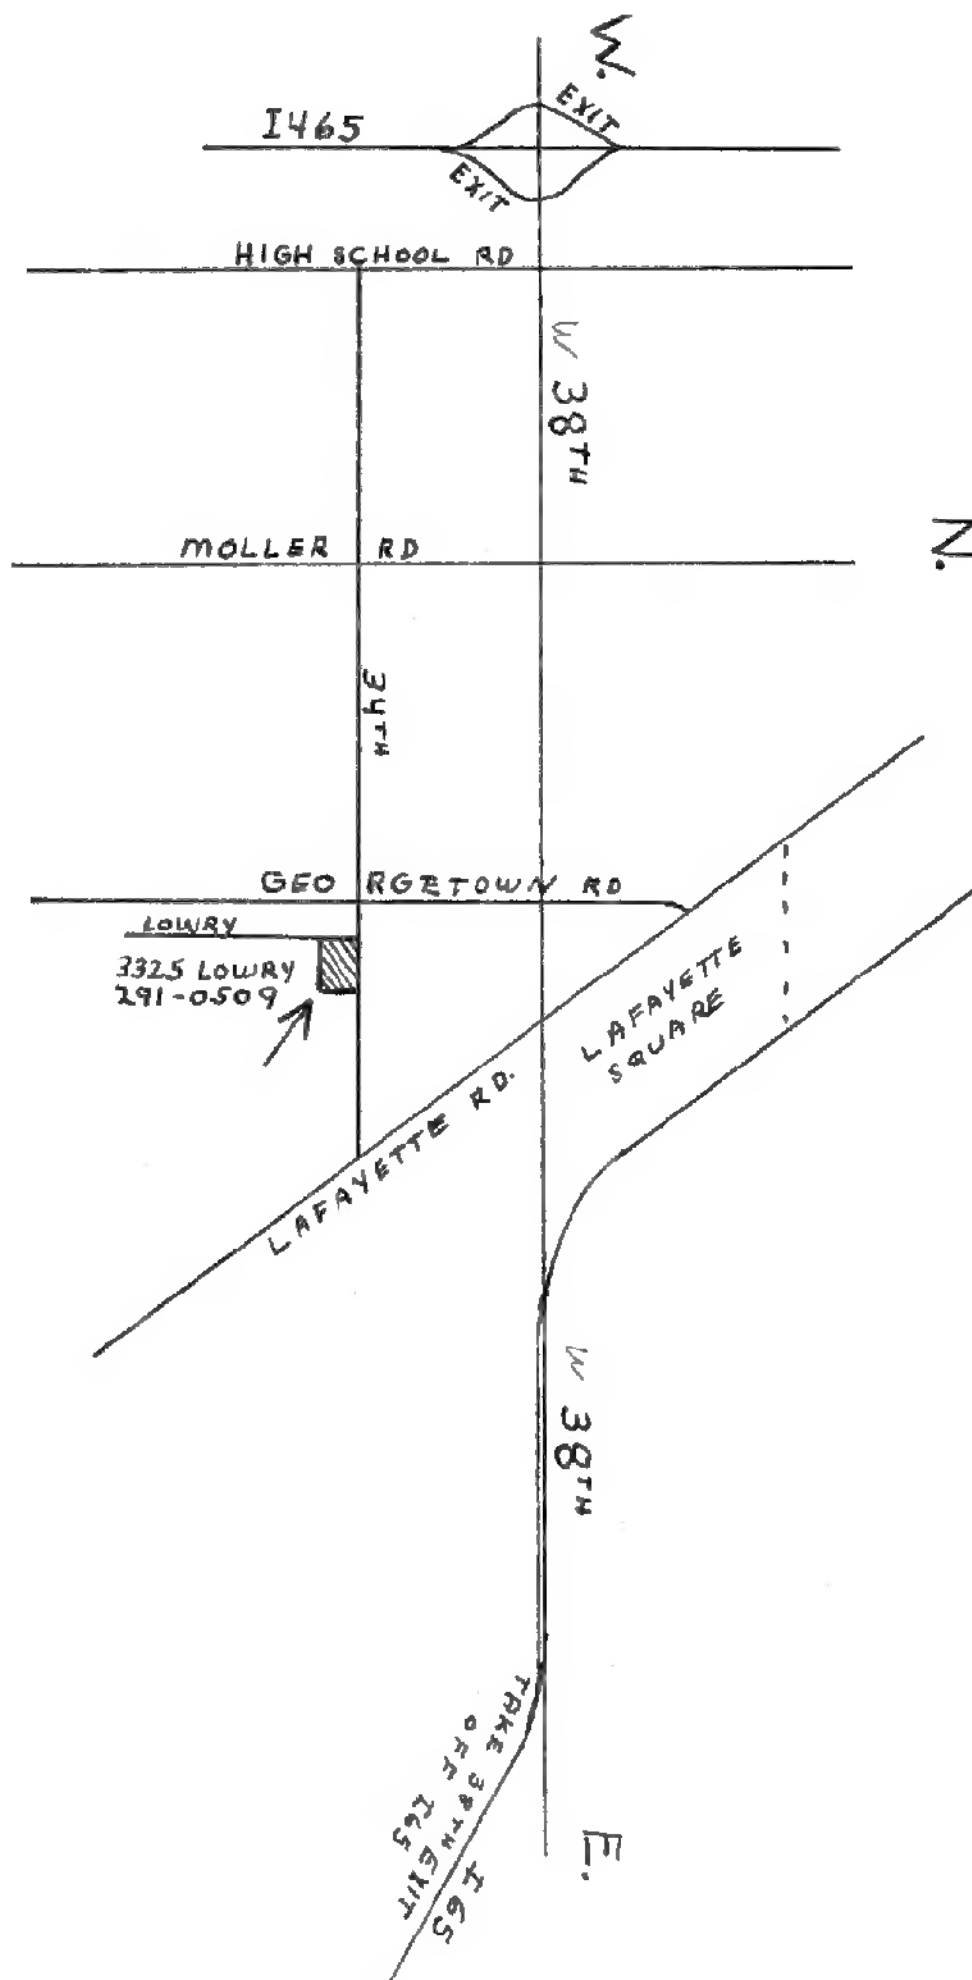 W.
EXIT
I465
EXIT
HIGH SCHOOL RD
W 38TH
N.
MOLLER RD
34TH
GEORGETOWN RD
LOWRY
3325 LOWRY
291-0509
LAFAYETTE
SQUARE
LAFAYETTE RD.
W 38TH
TAKE 38TH EXIT
OFF I65
I65
E.